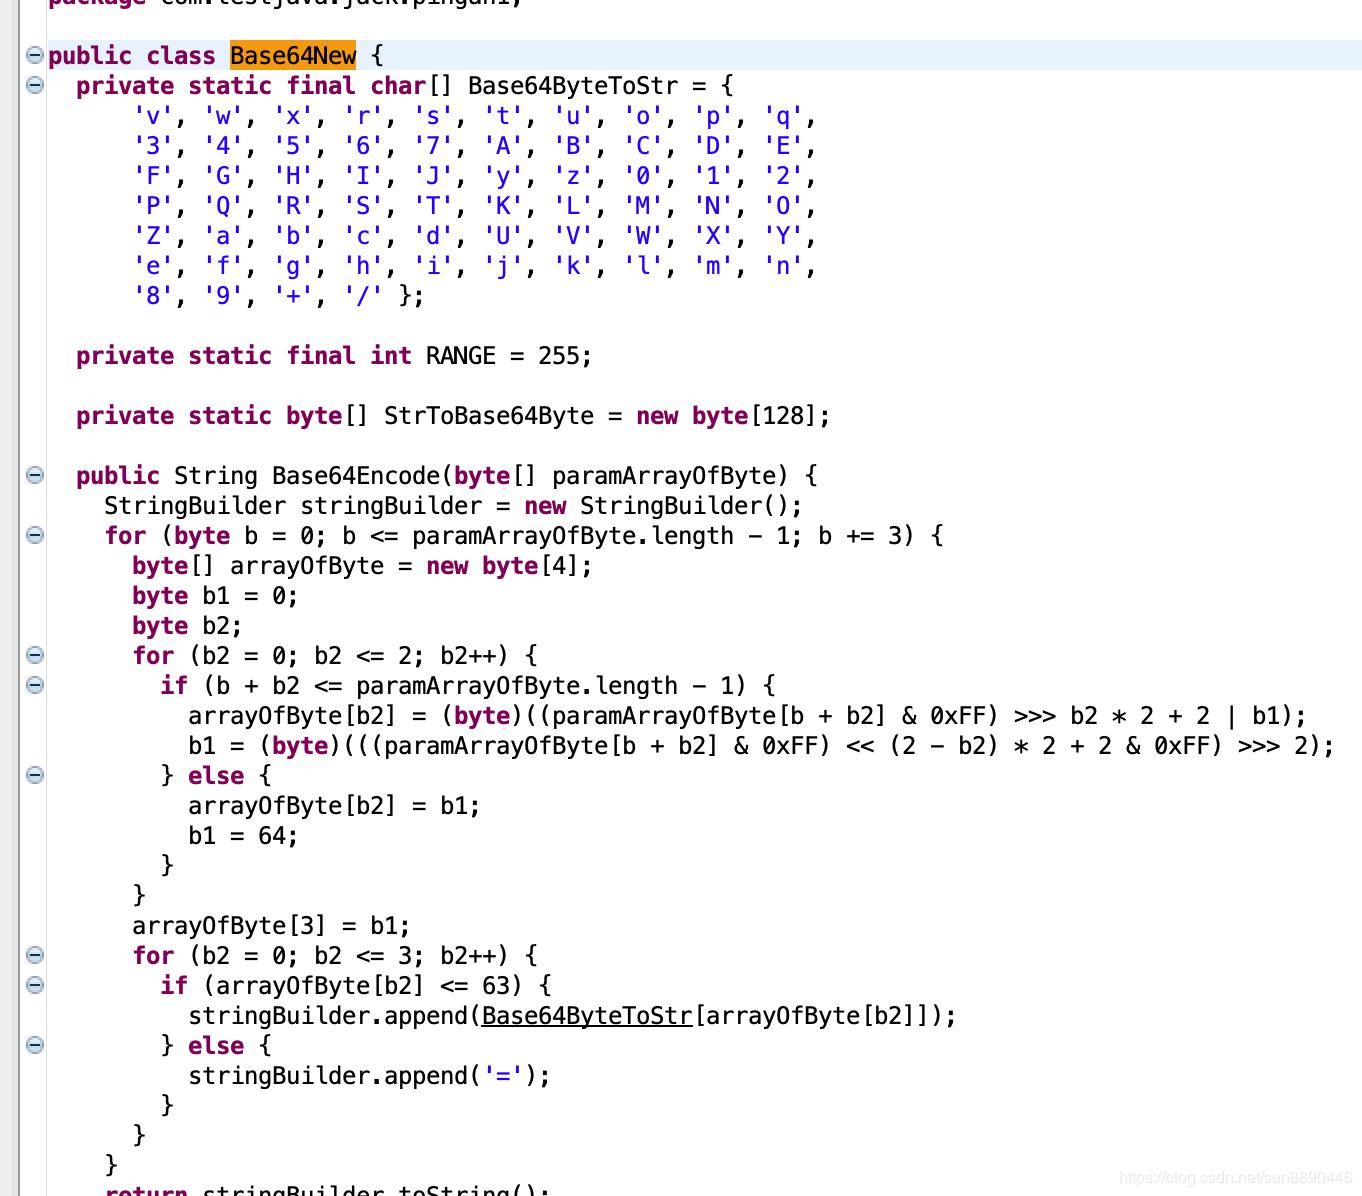 package com.testjava.jack.pingan1;
public class Base64New {
private static final char[] Base64ByteToStr = {
'v', 'w', 'x', 'r', 's', 't', 'u', 'o', 'p', 'q',
'3', '4', '5', '6', '7', 'A', 'B', 'C', 'D', 'E',
'F', 'G', 'H', 'I', 'J', 'y', 'z', '0', '1', '2',
'P', 'Q', 'R', 'S', 'T', 'K', 'L', 'M', 'N', 'O',
'Z', 'a', 'b', 'c', 'd', 'U', 'V', 'W', 'X', 'Y',
'e', 'f', 'g', 'h', 'i', 'j', 'k', 'l', 'm', 'n',
'8', '9', '+', '/' };
private static final int RANGE = 255;
private static byte[] StrToBase64Byte = new byte[128];
public String Base64Encode(byte[] paramArrayOfByte) {
StringBuilder stringBuilder = new StringBuilder();
for (byte b = 0; b <= paramArrayOfByte.length - 1; b += 3) {
byte[] arrayOfByte = new byte[4];
byte b1 = 0;
byte b2;
for (b2 = 0; b2 <= 2; b2++) {
if (b + b2 <= paramArrayOfByte.length - 1) {
arrayOfByte[b2] = (byte)((paramArrayOfByte[b + b2] & 0xFF) >>> b2 * 2 + 2 | b1);
b1 = (byte)(((paramArrayOfByte[b + b2] & 0xFF) << (2 - b2) * 2 + 2 & 0xFF) >>> 2);
} else {
arrayOfByte[b2] = b1;
b1 = 64;
}
}
arrayOfByte[3] = b1;
for (b2 = 0; b2 <= 3; b2++) {
if (arrayOfByte[b2] <= 63) {
stringBuilder.append(Base64ByteToStr[arrayOfByte[b2]]);
} else {
stringBuilder.append('=');
}
}
}
return stringBuilder.toString();
https://blog.csdn.net/sun8890446